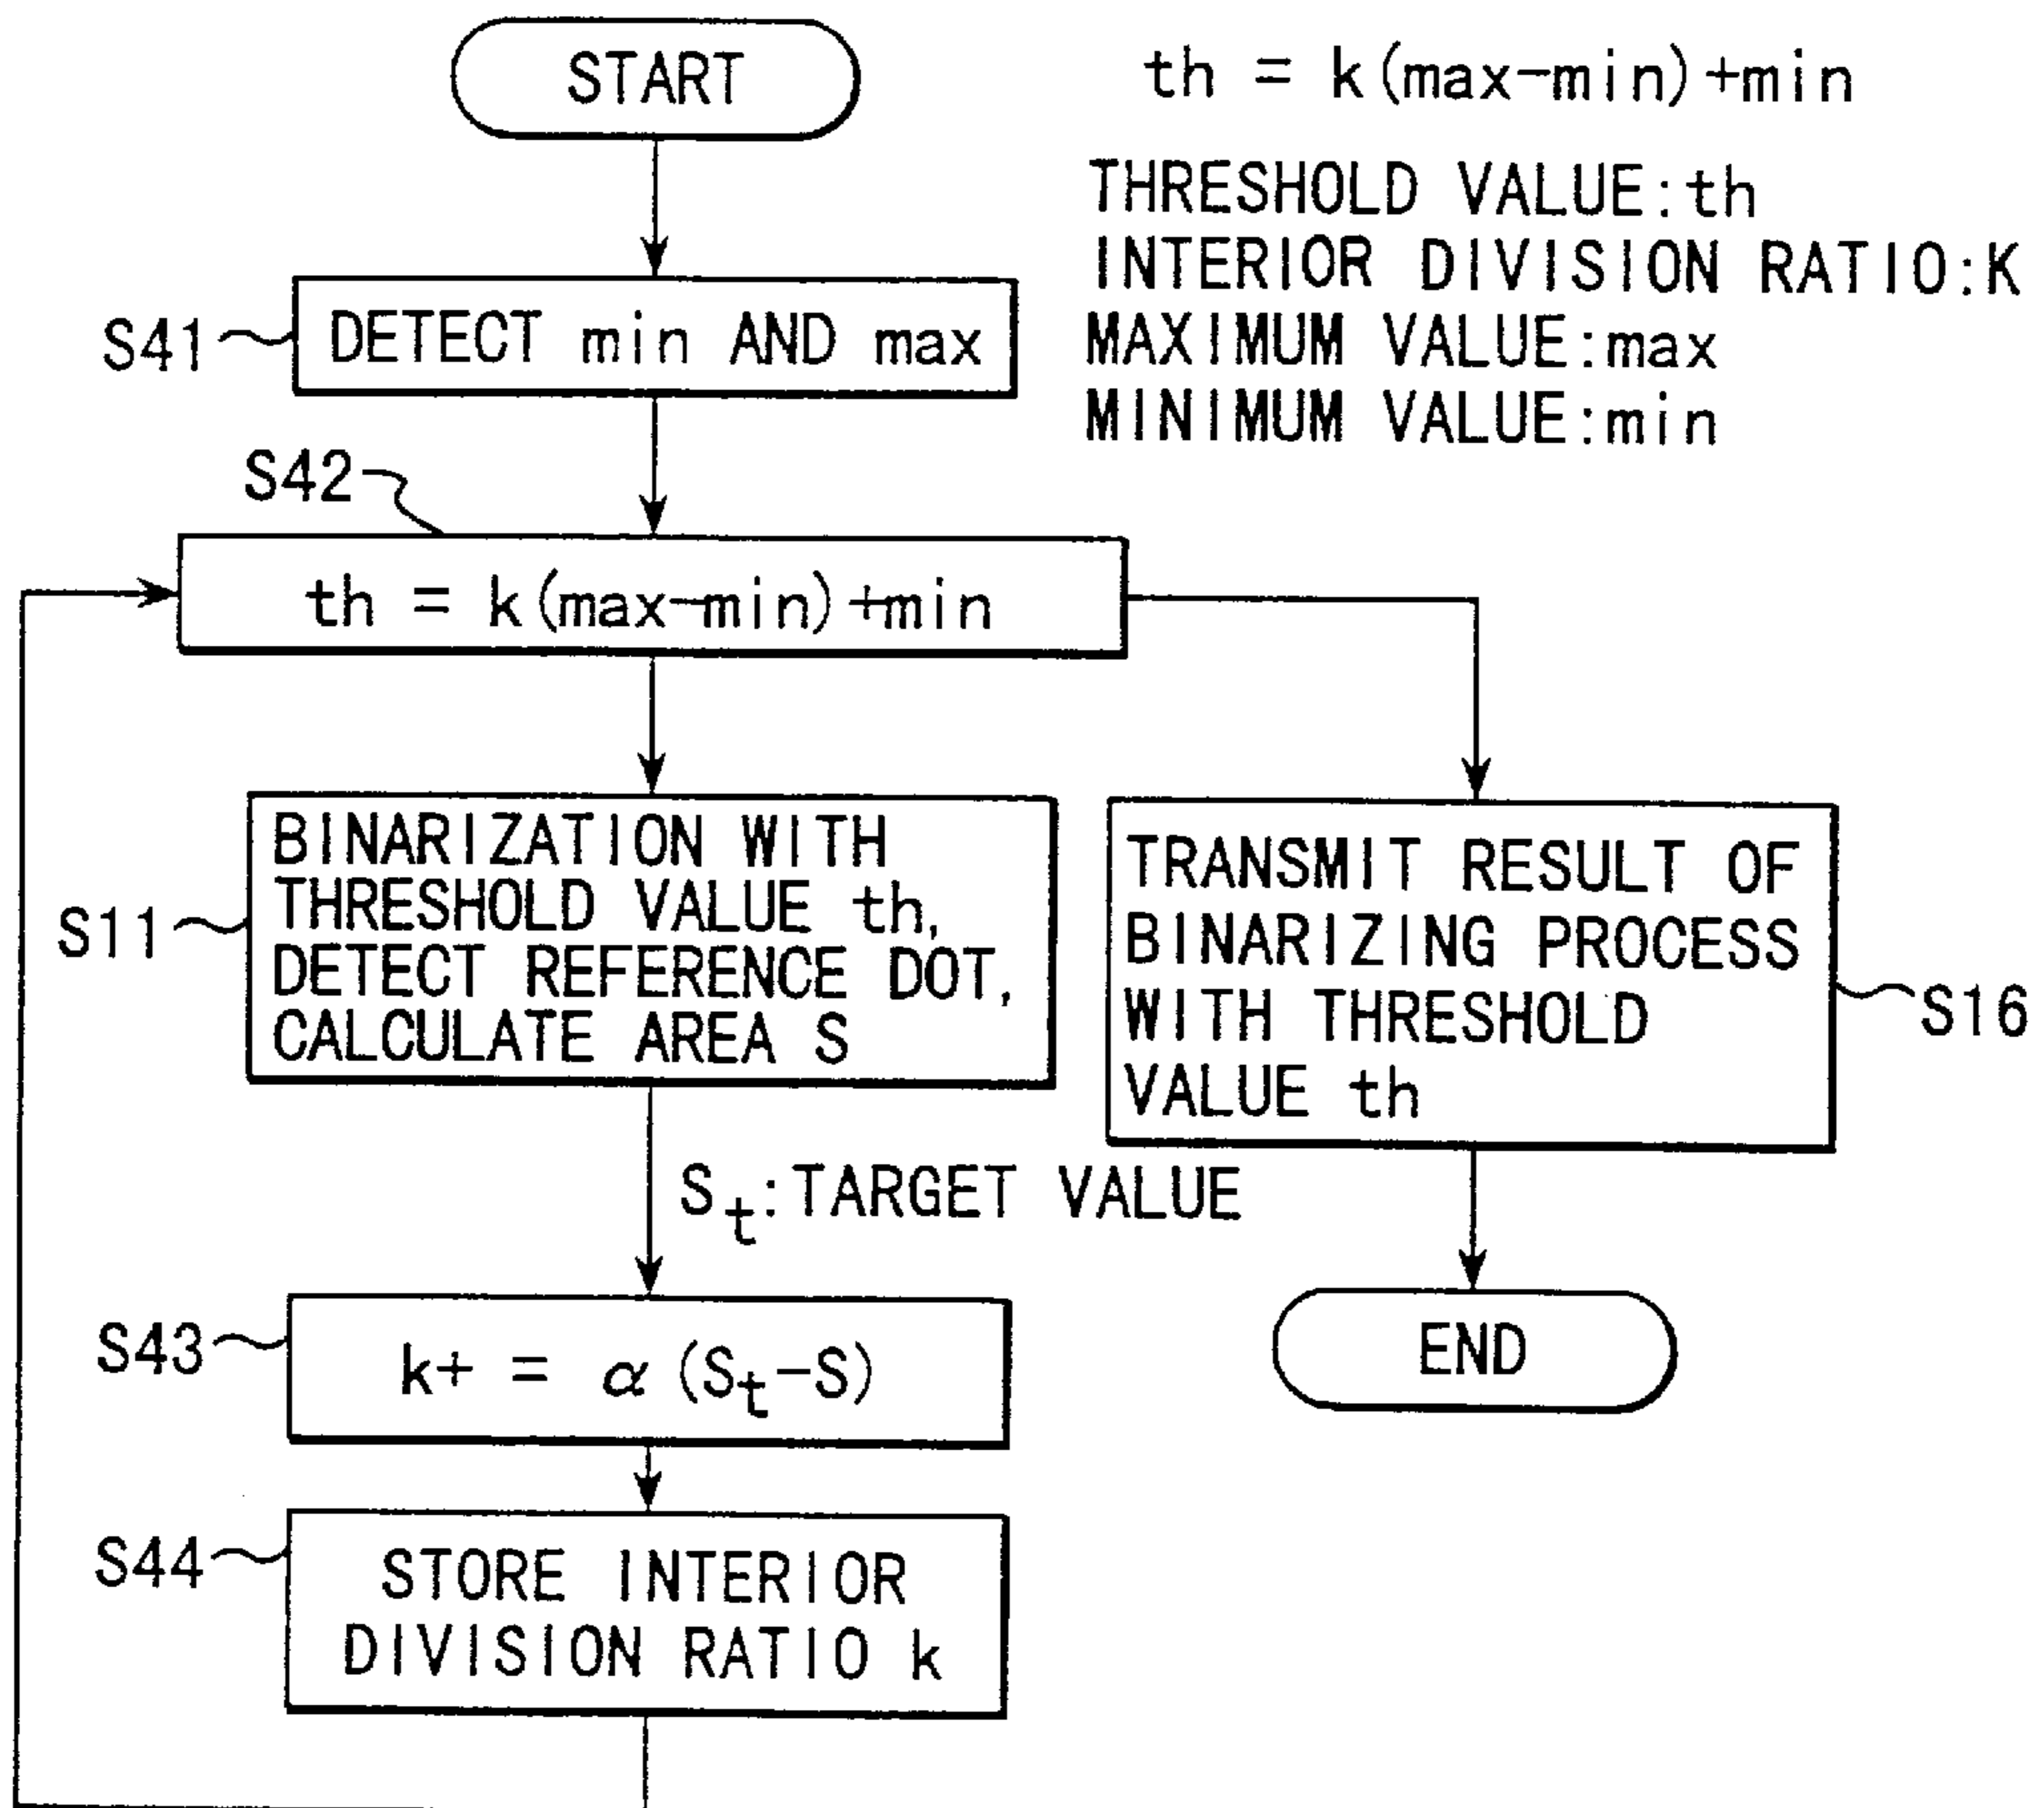 START
th = k(max-min)+min
THRESHOLD VALUE:th
INTERIOR DIVISION RATIO:K
MAXIMUM VALUE:max
MINIMUM VALUE:min
S41
DETECT min AND max
S42
th = k(max-min)+min
S11
BINARIZATION WITH
THRESHOLD VALUE th,
DETECT REFERENCE DOT,
CALCULATE AREA S
TRANSMIT RESULT OF
BINARIZING PROCESS
WITH THRESHOLD
VALUE th
S16
St:TARGET VALUE
S43
k+ = α(St-S)
END
S44
STORE INTERIOR
DIVISION RATIO k